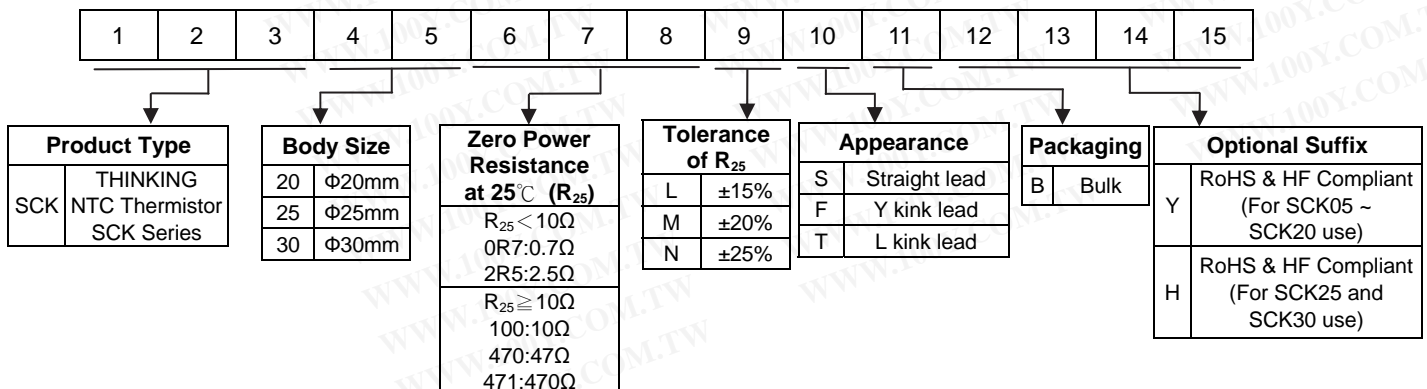 1 2 3 4 5 6 7 8 9 10 11 12 13 14 15
Product Type
SCK
THINKING
NTC Thermistor
SCK Series
Body Size
20 Φ20mm
25 Φ25mm
30 Φ30mm
Zero Power
Resistance
at 25℃ (R25)
R25<10Ω
0R7:0.7Ω
2R5:2.5Ω
R25≧10Ω
100:10Ω
470:47Ω
471:470Ω
Tolerance
of R25
L ±15%
M ±20%
N ±25%
Appearance
S Straight lead
F Y kink lead
T L kink lead
Packaging
B Bulk
Optional Suffix
Y
RoHS & HF Compliant
(For SCK05 ~
SCK20 use)
H
RoHS & HF Compliant
(For SCK25 and
SCK30 use)
WWW.100Y.COM.TW